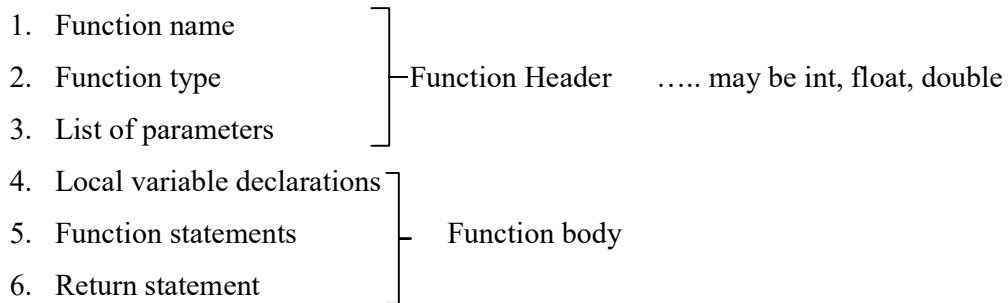 1. Function name
2. Function type Function Header ….. may be int, float, double
3. List of parameters
4. Local variable declarations
5. Function statements Function body
6. Return statement